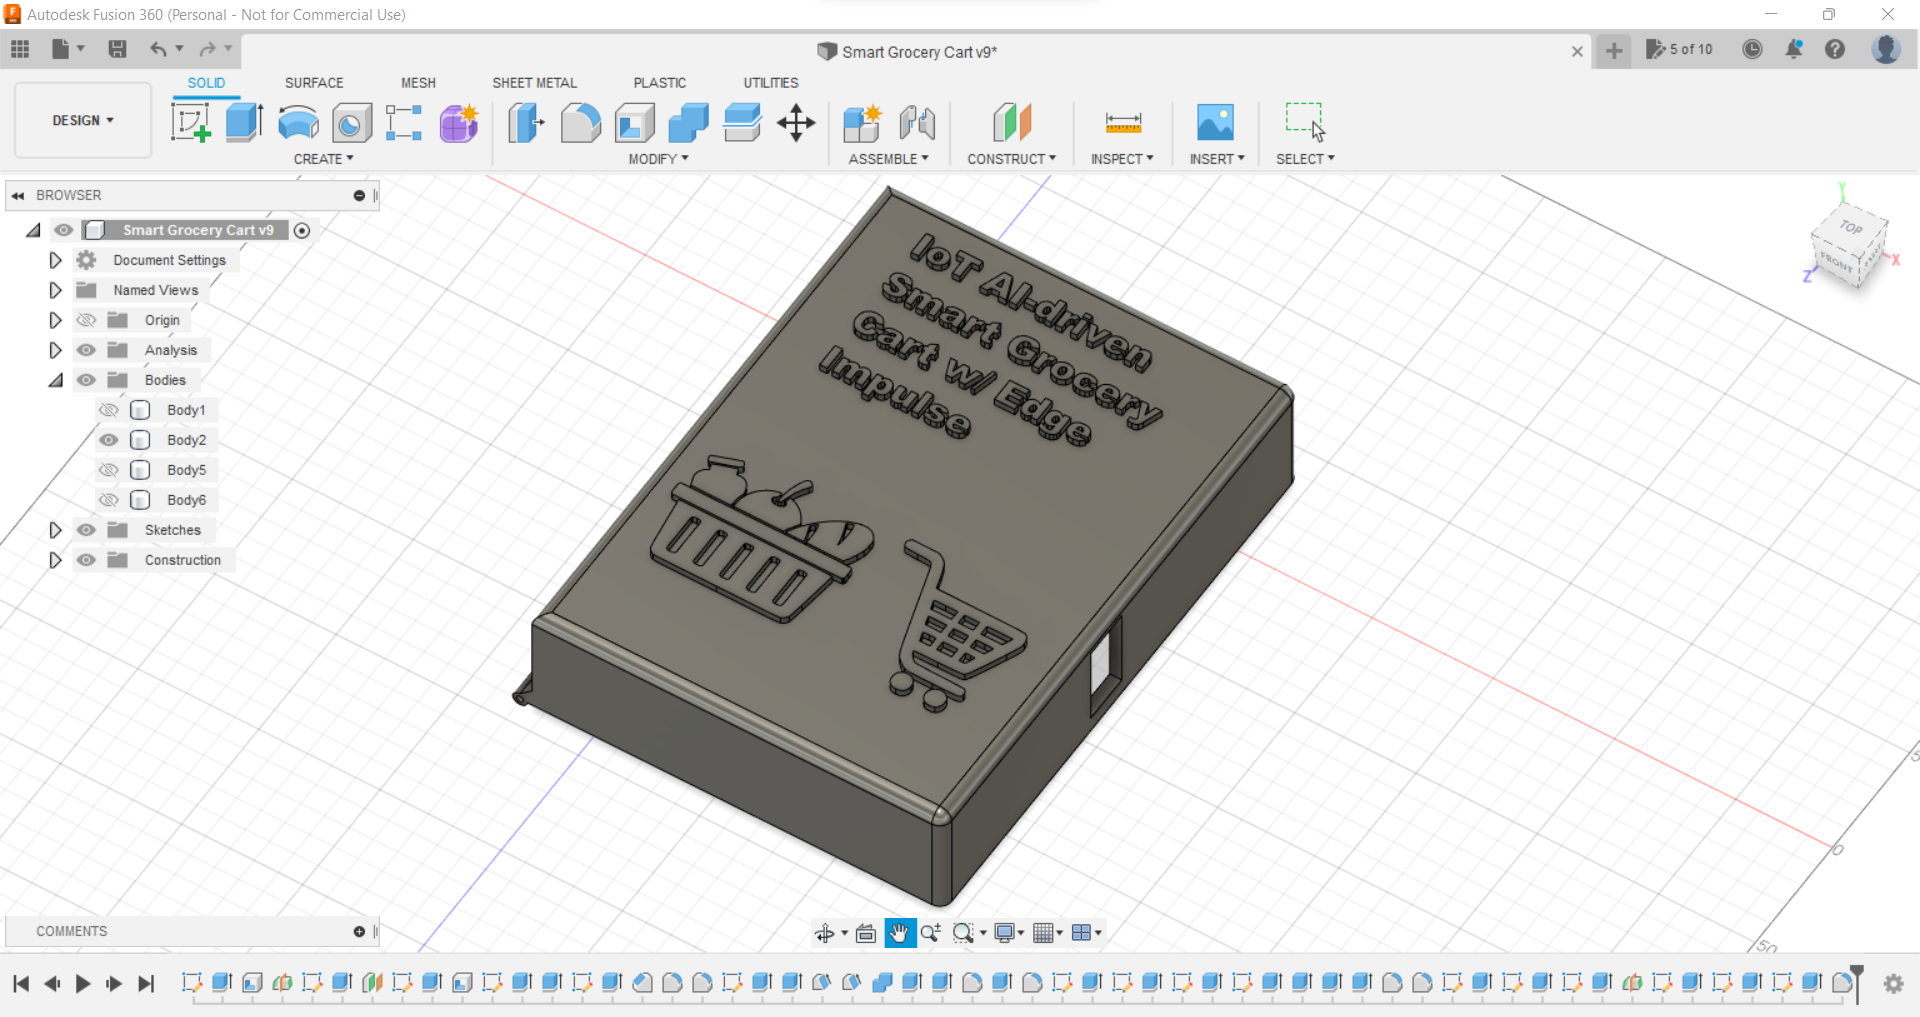 Autodesk Fusion 360 (Personal - Not for Commercial Use)
Smart Grocery Cart v9*
5 of 10
DESIGN
SOLID
SURFACE
MESH
SHEET METAL
PLASTIC
UTILITIES
CREATE
MODIFY
ASSEMBLE
CONSTRUCT
INSPECT
INSERT
SELECT
BROWSER
Smart Grocery Cart v9
Document Settings
Named Views
Origin
Analysis
Bodies
Body1
Body2
Body5
Body6
Sketches
Construction
IoT AI-driven
Smart Grocery
Cart w/ Edge
Impulse
Y
TOP
FRONT
X
Z
0
50
COMMENTS